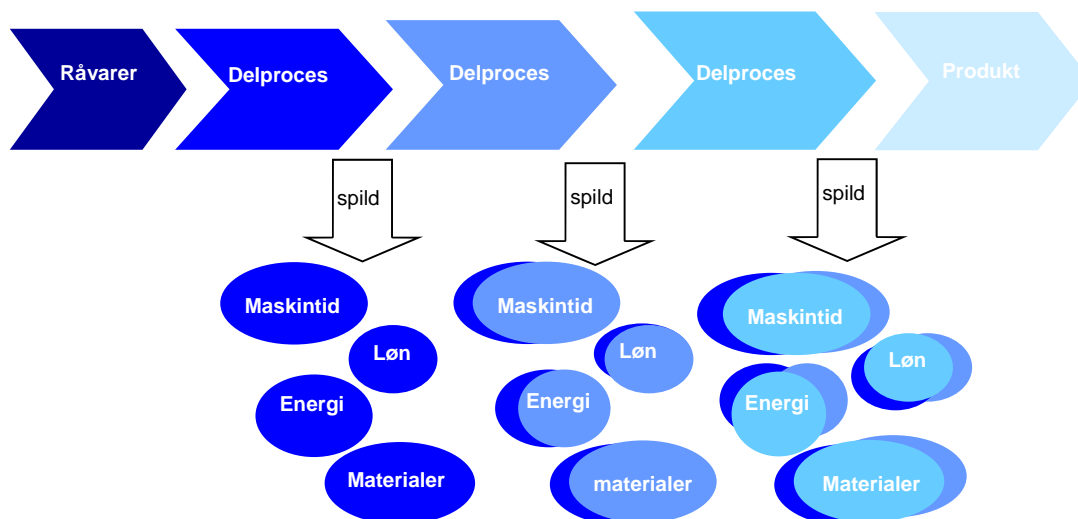 Råvarer
Delproces
Delproces
Delproces
Produkt
spild
spild
spild
Maskintid
Løn
Energi
Materialer
Maskintid
Løn
Energi
materialer
Maskintid
Løn
Energi
Materialer